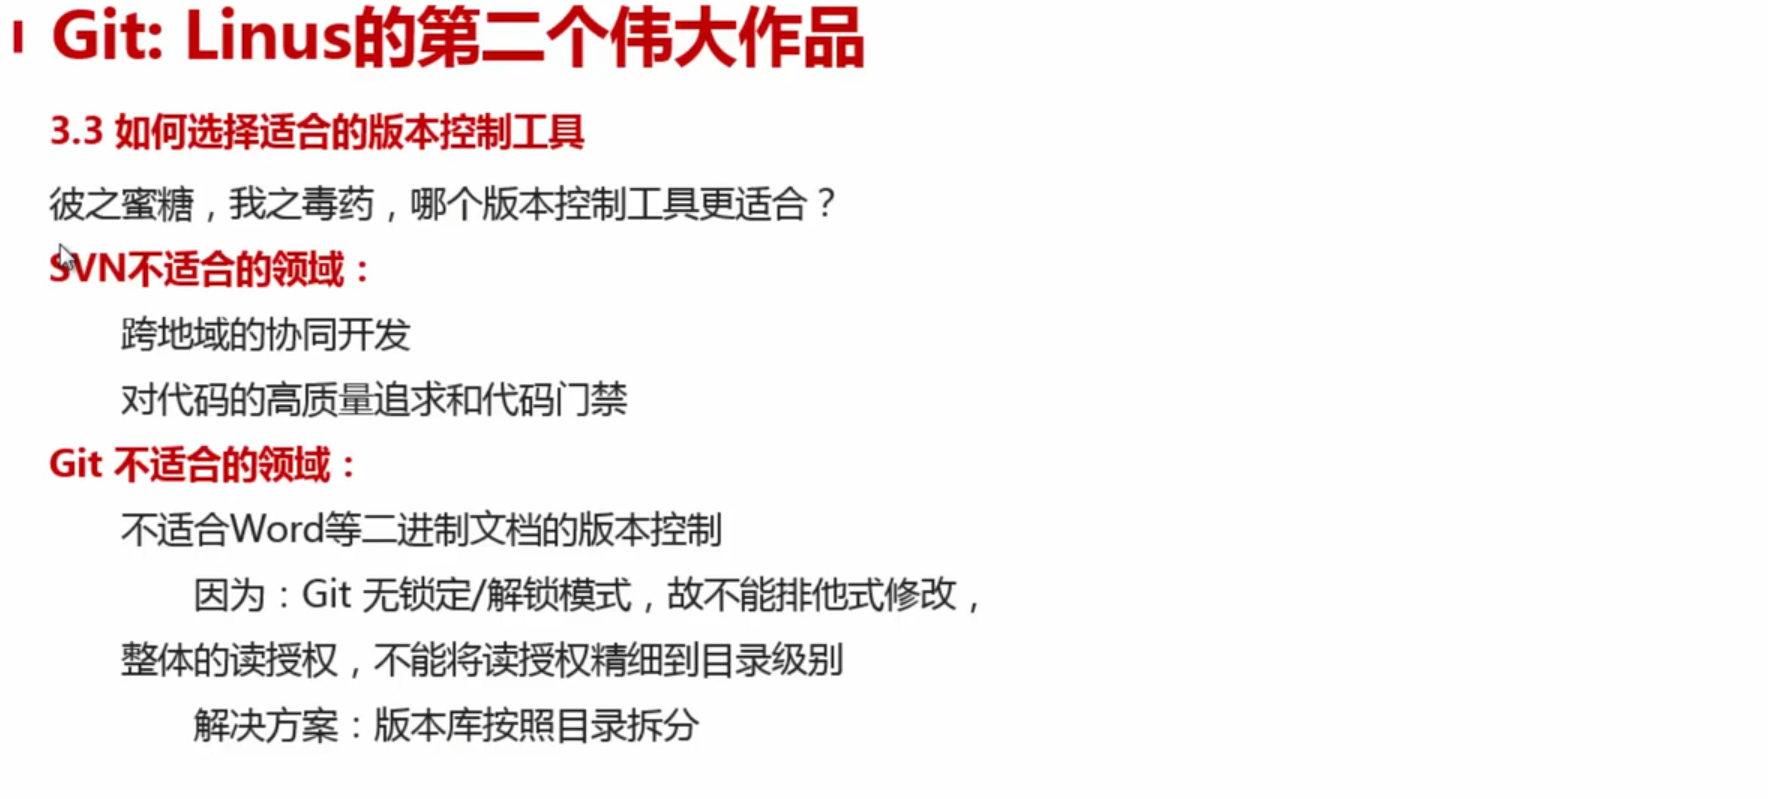 Git: Linus的第二个伟大作品
3.3 如何选择适合的版本控制工具
彼之蜜糖，我之毒药，哪个版本控制工具更适合？
SVN不适合的领域：
跨地域的协同开发
对代码的高质量追求和代码门禁
Git 不适合的领域：
不适合Word等二进制文档的版本控制
因为：Git 无锁定/解锁模式，故不能排他式修改，
整体的读授权，不能将读授权精细到目录级别
解决方案：版本库按照目录拆分